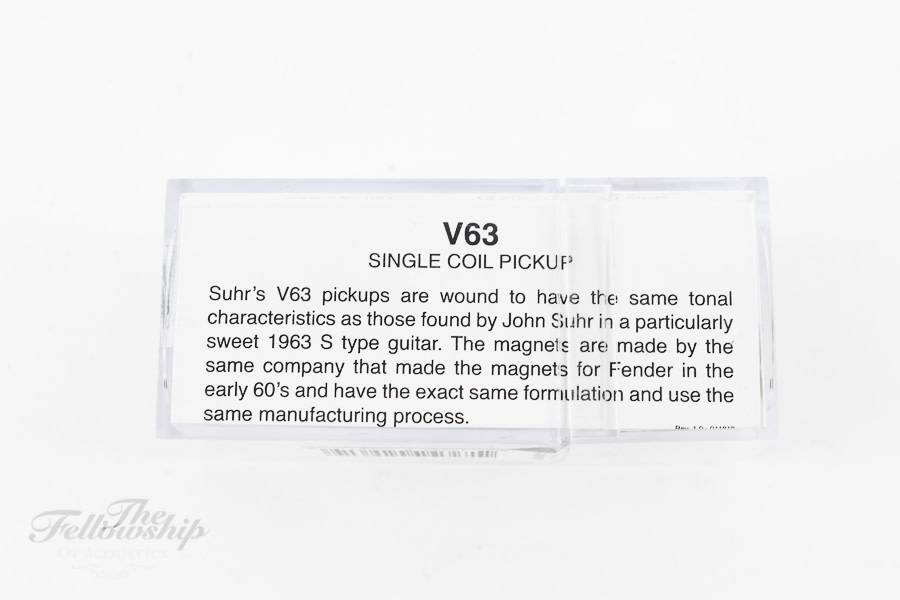 V63
SINGLE COIL PICKUP
Suhr's V63 pickups are wound to have the same tonal
characteristics as those found by John Suhr in a particularly
sweet 1963 S type guitar. The magnets are made by the
same company that made the magnets for Fender in the
early 60's and have the exact same formulation and use the
same manufacturing process.
The
Fellowship
OF ACOUSTICS